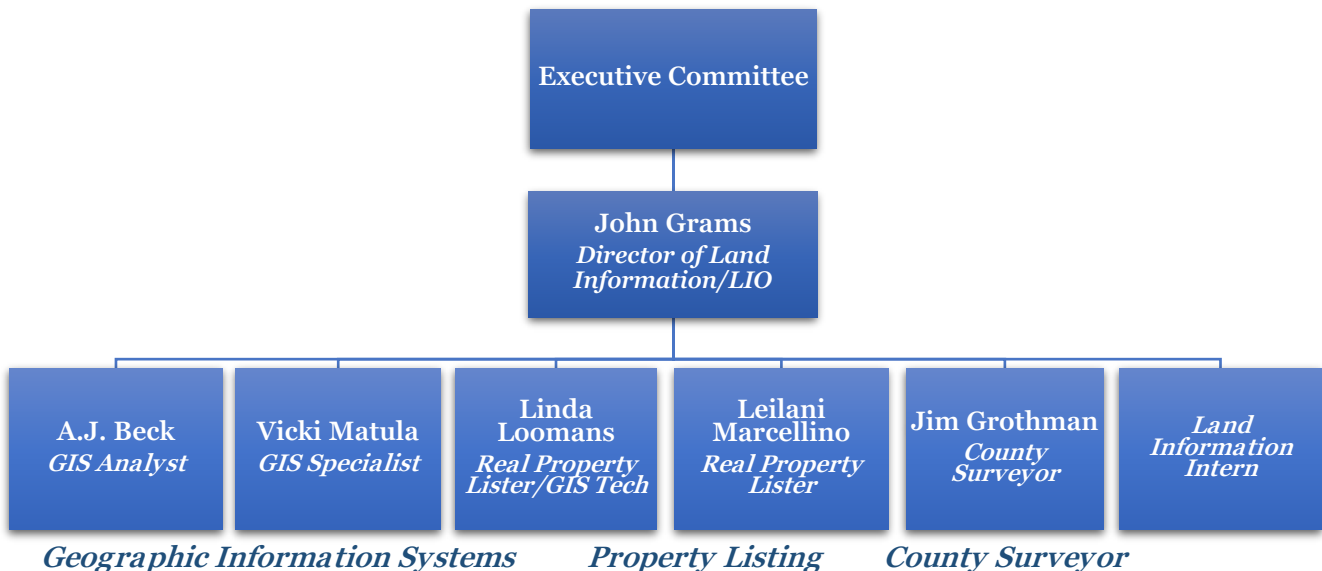 Executive Committee
John Grams
Director of Land
Information/LIO
A.J. Beck
GIS Analyst
Vicki Matula
GIS Specialist
Linda
Loomans
Real Property
Lister/GIS Tech
Leilani
Marcellino
Real Property
Lister
Jim Grothman
County
Surveyor
Land
Information
Intern
Geographic Information Systems
Property Listing
County Surveyor